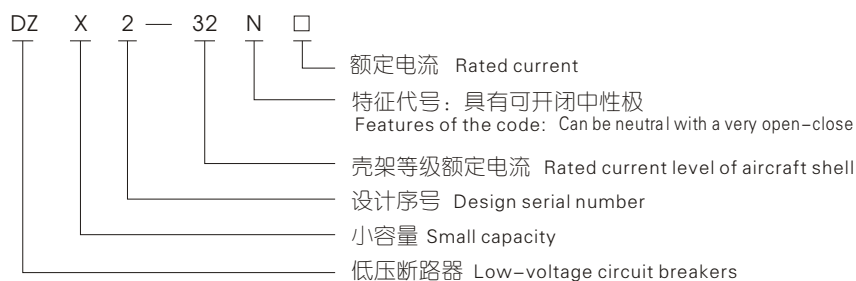 DZ X 2 — 32 N □
额定电流 Rated current
特征代号：具有可开闭中性极
Features of the code: Can be neutral with a very open-close
壳架等级额定电流 Rated current level of aircraft shell
设计序号 Design serial number
小容量 Small capacity
低压断路器 Low-voltage circuit breakers